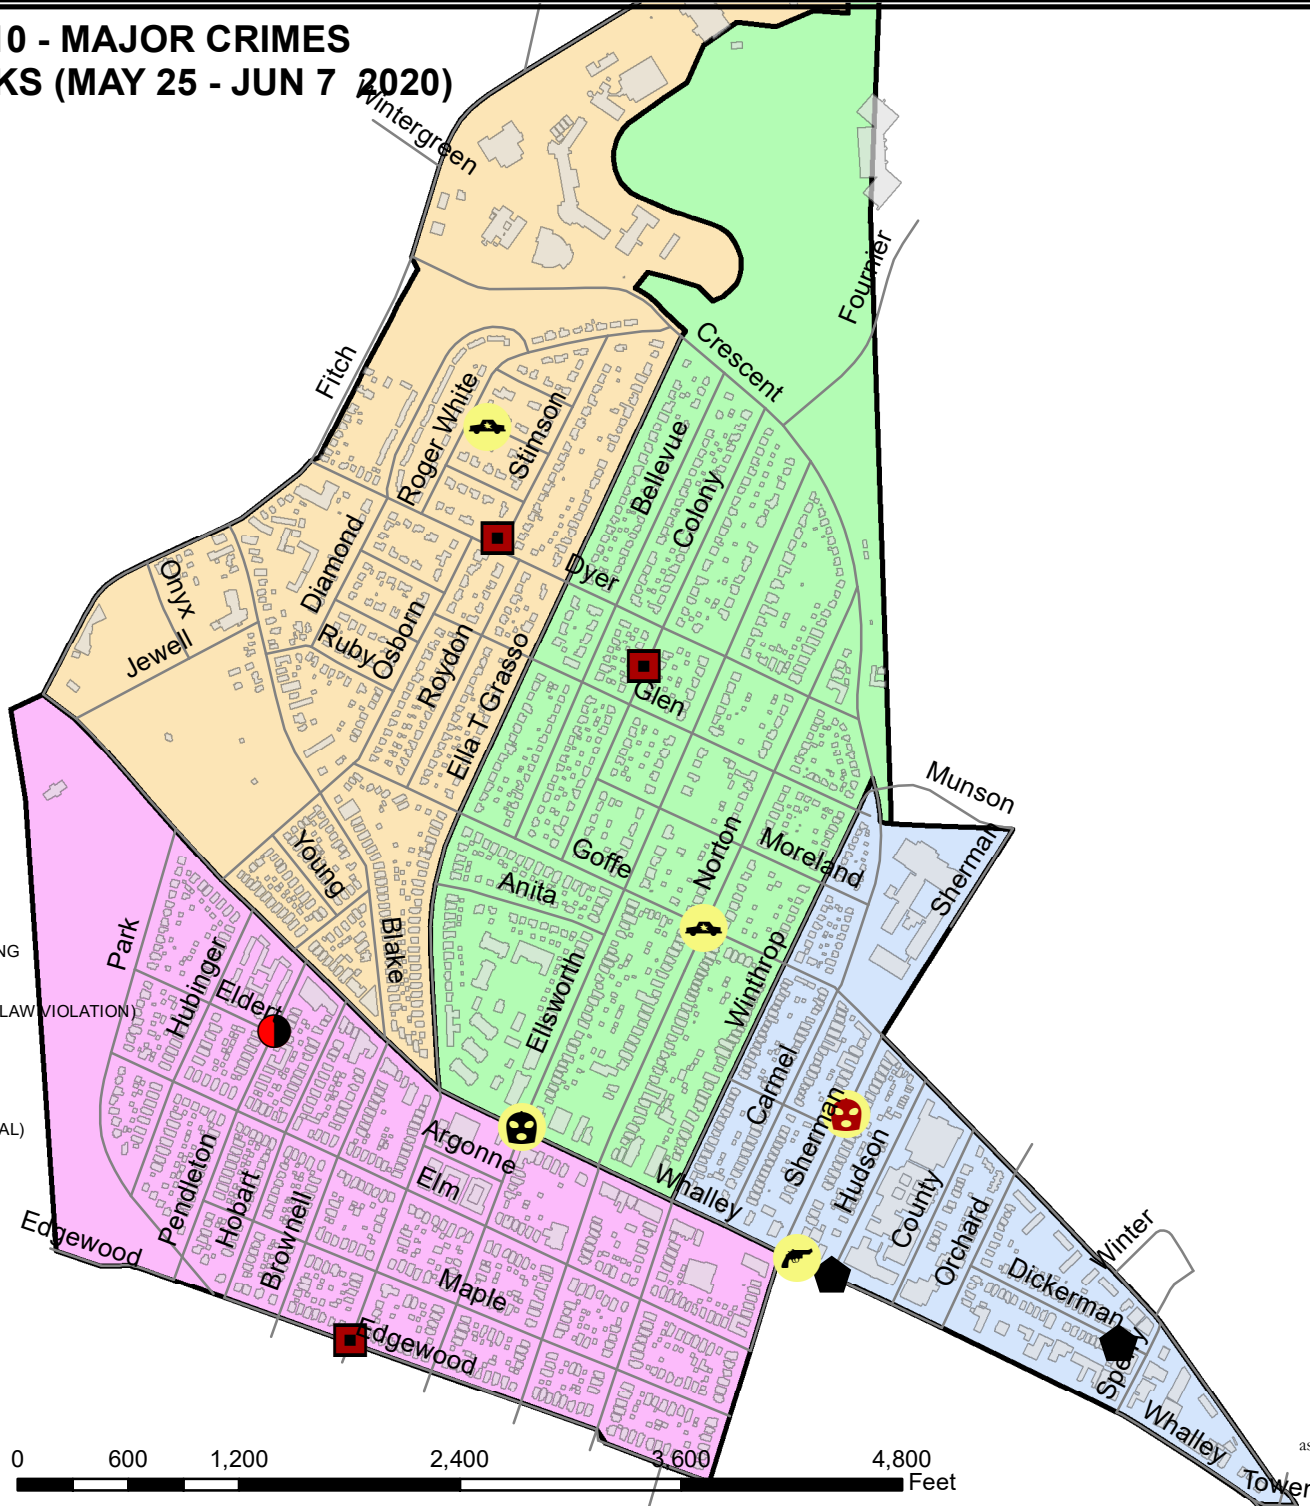 10 - MAJOR CRIMES
KS (MAY 25 - JUN 7 2020)
Wintergreen
Fournier
Crescent
Fitch
Roger White
Stimson
Bellevue
Colony
Diamond
Dyer
Onyx
Ruby
Osborn
Jewell
Roydon
Ella T Grasso
Glen
Munson
Young
Goffe
Norton
Moreland
Sherman
Anita
Park
Blake
NG
Hubinger
Winthrop
Eldert
Ellsworth
LAW VIOLATION)
Carmel
AL)
Argonne
Sherman
Hudson
Pendleton
Elm
Whalley
Hobart
County
Edgewood
Brownell
Orchard
Winter
Maple
Dickerman
Edgewood
Sperry
Whalley
0 600 1,200 2,400 3,600 4,800
Feet
as
Tower